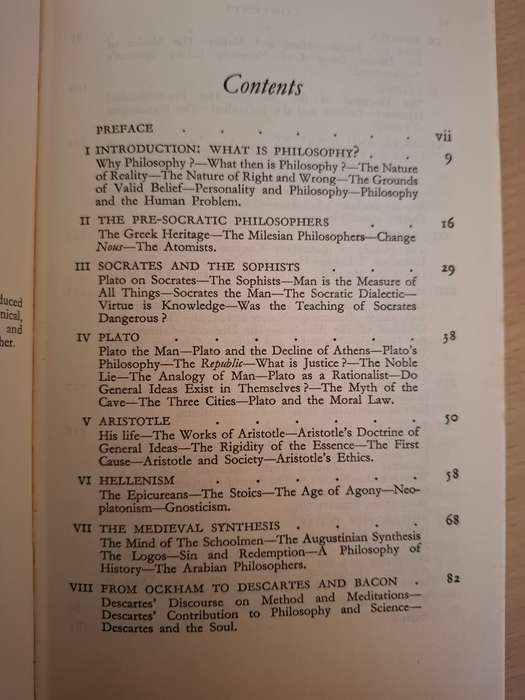 Contents
PREFACE . . . . . . . vii
I INTRODUCTION: WHAT IS PHILOSOPHY? . . 9
Why Philosophy?—What then is Philosophy?—The Nature
of Reality—The Nature of Right and Wrong—The Grounds
of Valid Belief—Personality and Philosophy—Philosophy
and the Human Problem.
II THE PRE-SOCRATIC PHILOSOPHERS . . 16
The Greek Heritage—The Milesian Philosophers—Change
Nous—The Atomists.
III SOCRATES AND THE SOPHISTS . . . 29
Plato on Socrates—The Sophists—Man is the Measure of
All Things—Socrates the Man—The Socratic Dialectic—
Virtue is Knowledge—Was the Teaching of Socrates
Dangerous?
IV PLATO . . . . . . . 38
Plato the Man—Plato and the Decline of Athens—Plato's
Philosophy—The Republic—What is Justice?—The Noble
Lie—The Analogy of Man—Plato as a Rationalist—Do
General Ideas Exist in Themselves?—The Myth of the
Cave—The Three Cities—Plato and the Moral Law.
V ARISTOTLE . . . . . . 50
His life—The Works of Aristotle—Aristotle's Doctrine of
General Ideas—The Rigidity of the Essence—The First
Cause—Aristotle and Society—Aristotle's Ethics.
VI HELLENISM . . . . . . 58
The Epicureans—The Stoics—The Age of Agony—Neo-
platonism—Gnosticism.
VII THE MEDIEVAL SYNTHESIS . . . . 68
The Mind of The Schoolmen—The Augustinian Synthesis
The Logos—Sin and Redemption—A Philosophy of
History—The Arabian Philosophers.
VIII FROM OCKHAM TO DESCARTES AND BACON . 82
Descartes' Discourse on Method and Meditations—
Descartes' Contribution to Philosophy and Science—
Descartes and the Soul.
and